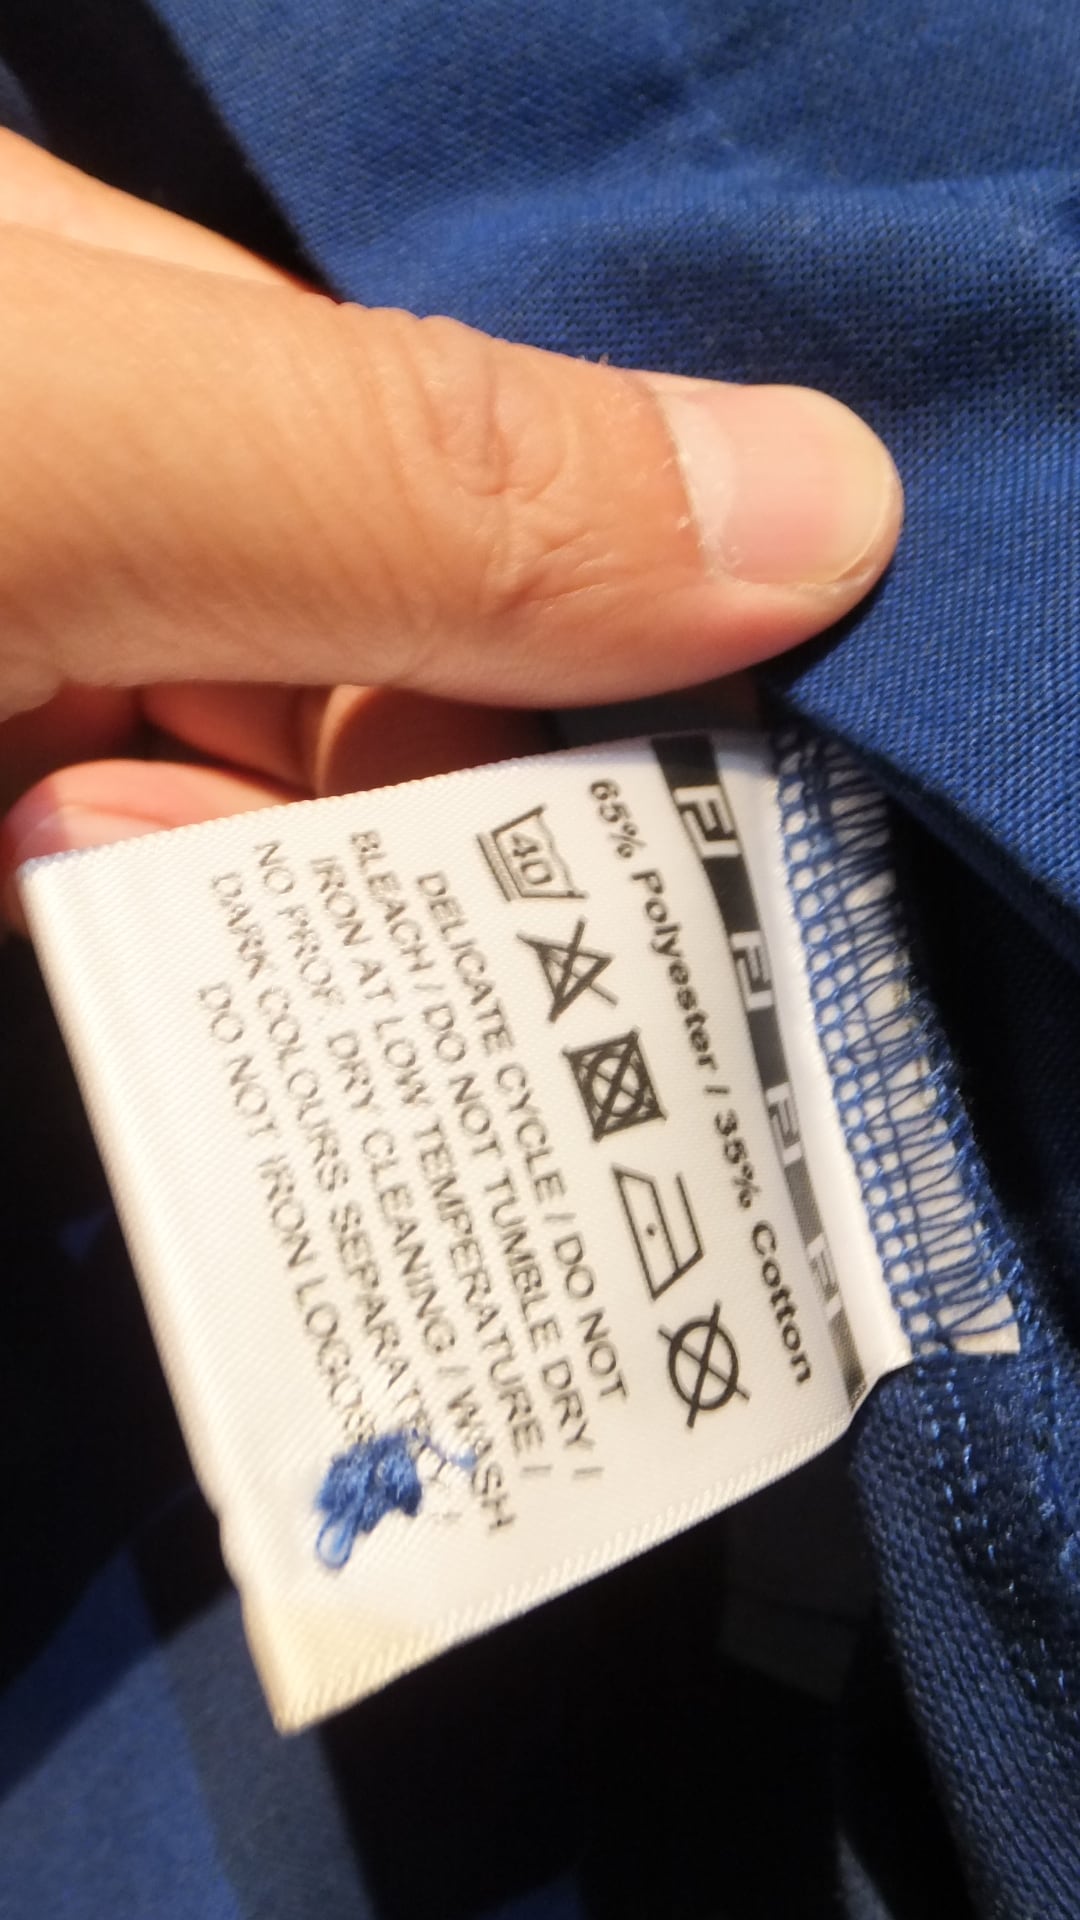 65% Polyester / 35% Cotton
40
DELICATE CYCLE / DO NOT
BLEACH / DO NOT TUMBLE DRY /
IRON AT LOW TEMPERATURE /
NO PROF. DRY CLEANING / WASH
DARK COLOURS SEPARATELY /
DO NOT IRON LOGOS